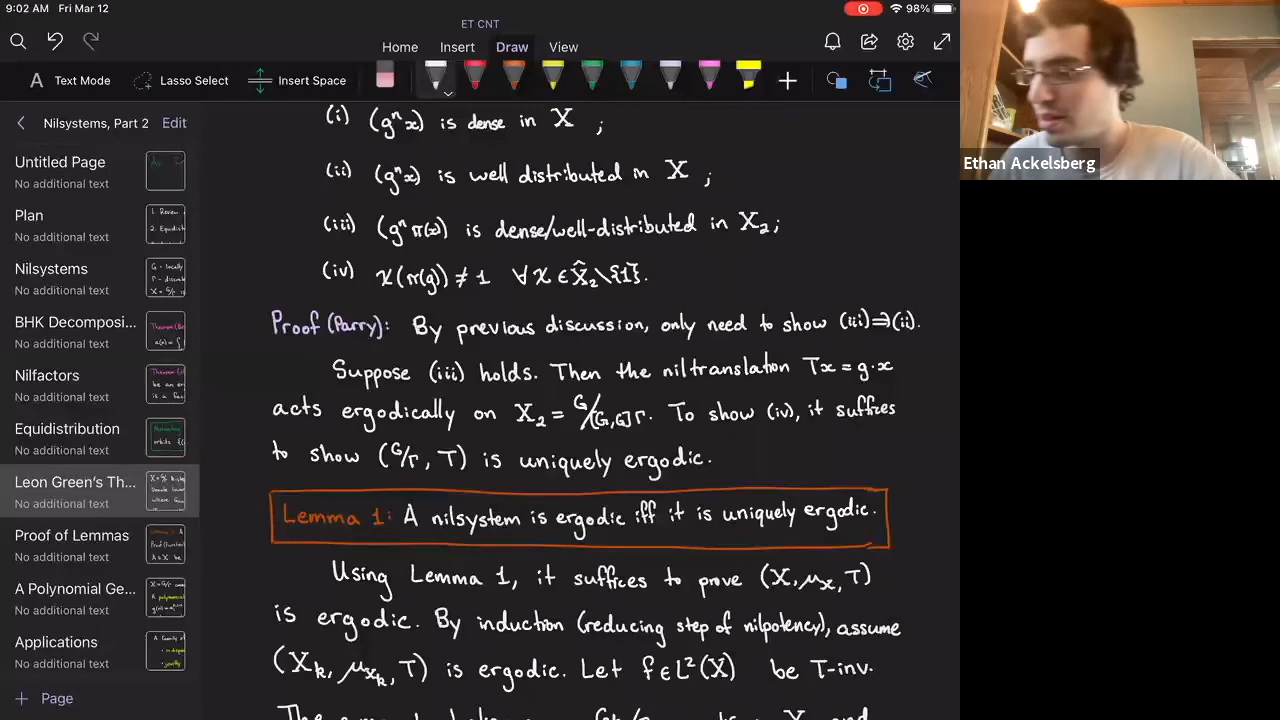 9:02 AM Fri Mar 12
98%
ET CNT
Home Insert Draw View
Text Mode Lasso Select Insert Space
Nilsystems, Part 2 Edit
Untitled Page
No additional text
Plan
No additional text
Nilsystems
No additional text
BHK Decomposi...
No additional text
Nilfactors
No additional text
Equidistribution
No additional text
Leon Green's Th...
No additional text
Proof of Lemmas
No additional text
A Polynomial Ge...
No additional text
Applications
No additional text
+ Page
(i) (gⁿx) is dense in X ;
(ii) (gⁿx) is well distributed in X ;
(iii) (gⁿ π(x)) is dense/well-distributed in X₂;
(iv) χ(π(g)) ≠ 1 ∀ χ ∈ X̂₂\{1}.
Proof (Parry): By previous discussion, only need to show (iii)⇒(ii).
Suppose (iii) holds. Then the niltranslation Tx = g·x
acts ergodically on X₂ = G/[G,G]Γ. To show (iv), it suffices
to show (G/Γ, T) is uniquely ergodic.
Lemma 1: A nilsystem is ergodic iff it is uniquely ergodic.
Using Lemma 1, it suffices to prove (X, μₓ, T)
is ergodic. By induction (reducing step of nilpotency), assume
(X_k, μ_{X_k}, T) is ergodic. Let f ∈ L²(X) be T-inv.
Ethan Ackelsberg